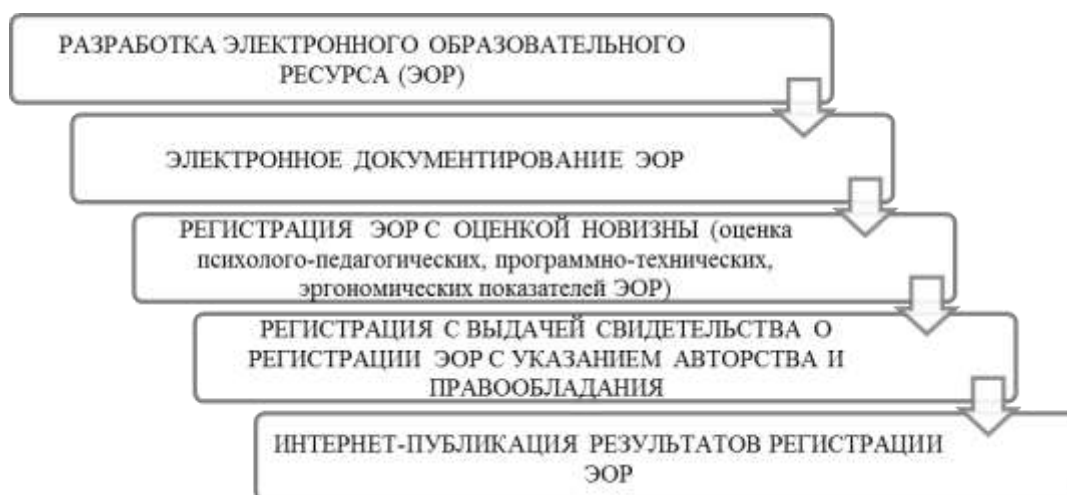 РАЗРАБОТКА ЭЛЕКТРОННОГО ОБРАЗОВАТЕЛЬНОГО
РЕСУРСА (ЭОР)
ЭЛЕКТРОННОЕ ДОКУМЕНТИРОВАНИЕ ЭОР
РЕГИСТРАЦИЯ ЭОР С ОЦЕНКОЙ НОВИЗНЫ (оценка
психолого-педагогических, программно-технических,
эргономических показателей ЭОР)
РЕГИСТРАЦИЯ С ВЫДАЧЕЙ СВИДЕТЕЛЬСТВА О
РЕГИСТРАЦИИ ЭОР С УКАЗАНИЕМ АВТОРСТВА И
ПРАВООБЛАДАНИЯ
ИНТЕРНЕТ-ПУБЛИКАЦИЯ РЕЗУЛЬТАТОВ РЕГИСТРАЦИИ
ЭОР